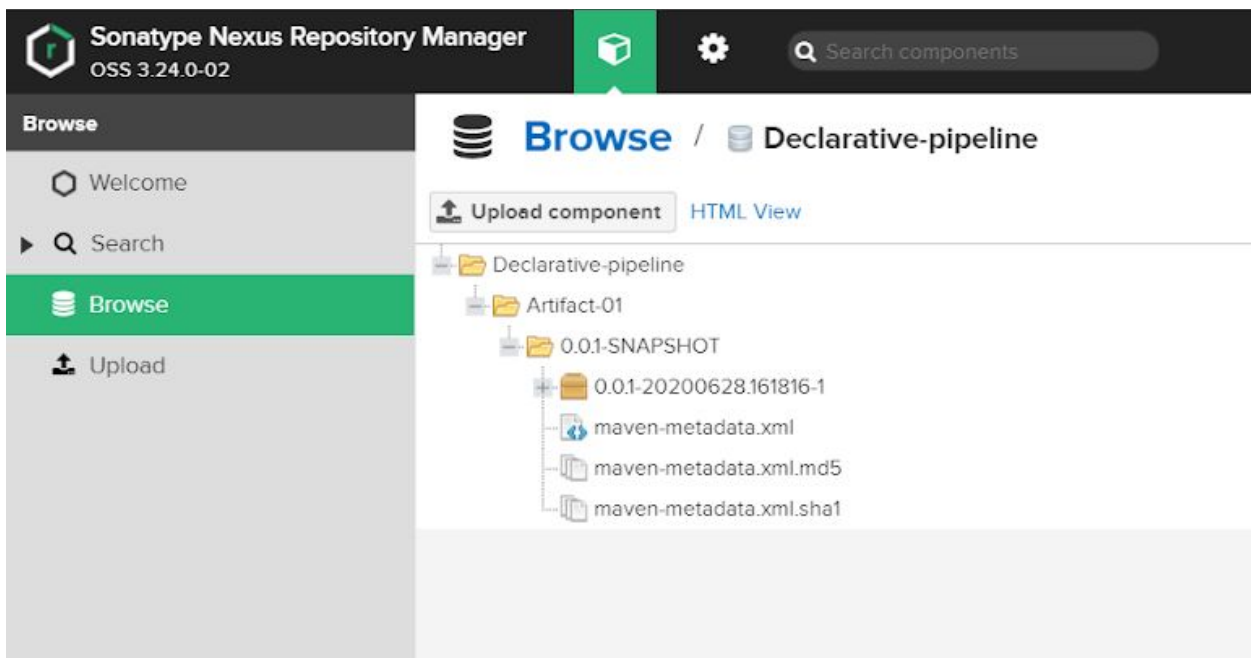 Sonatype Nexus Repository Manager
OSS 3.24.0-02
Search components
Browse
Welcome
Search
Browse
Upload
Browse / Declarative-pipeline
Upload component HTML View
Declarative-pipeline
Artifact-01
0.0.1-SNAPSHOT
0.0.1-20200628.161816-1
maven-metadata.xml
maven-metadata.xml.md5
maven-metadata.xml.sha1